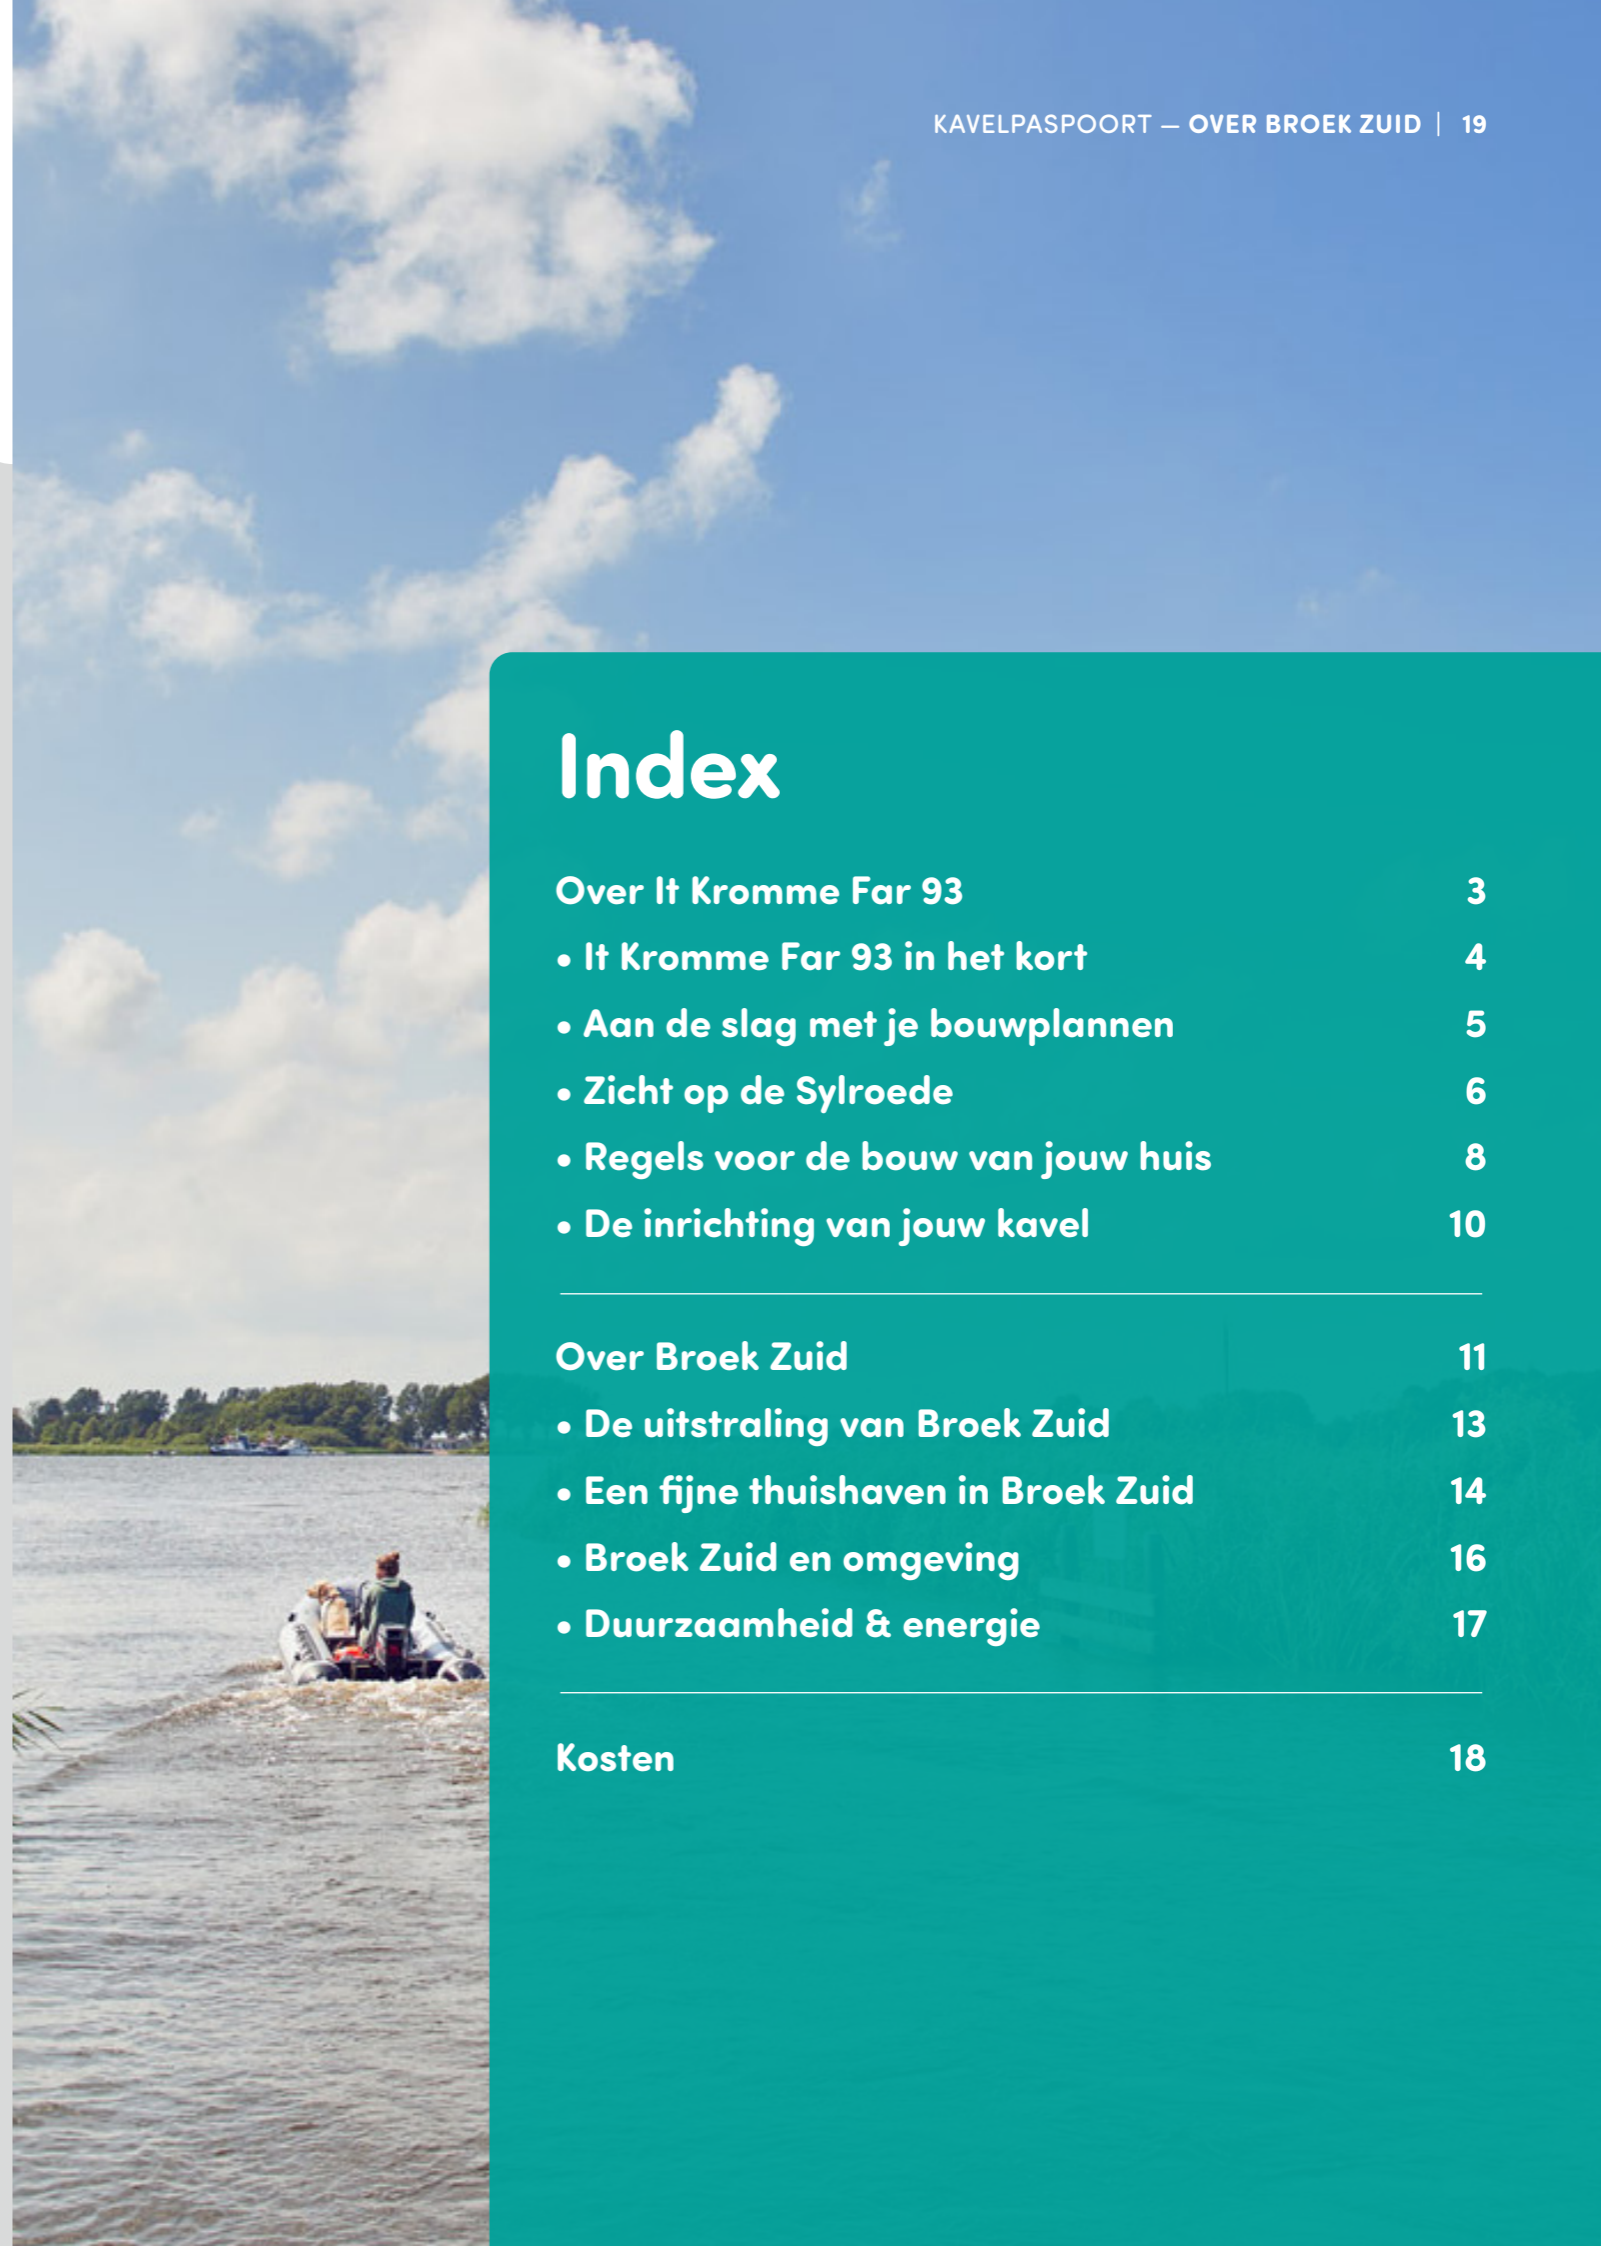 KAVELPASPOORT — OVER BROEK ZUID | 19
Index
Over It Kromme Far 93 3
• It Kromme Far 93 in het kort 4
• Aan de slag met je bouwplannen 5
• Zicht op de Sylroede 6
• Regels voor de bouw van jouw huis 8
• De inrichting van jouw kavel 10
Over Broek Zuid 11
• De uitstraling van Broek Zuid 13
• Een fijne thuishaven in Broek Zuid 14
• Broek Zuid en omgeving 16
• Duurzaamheid & energie 17
Kosten 18